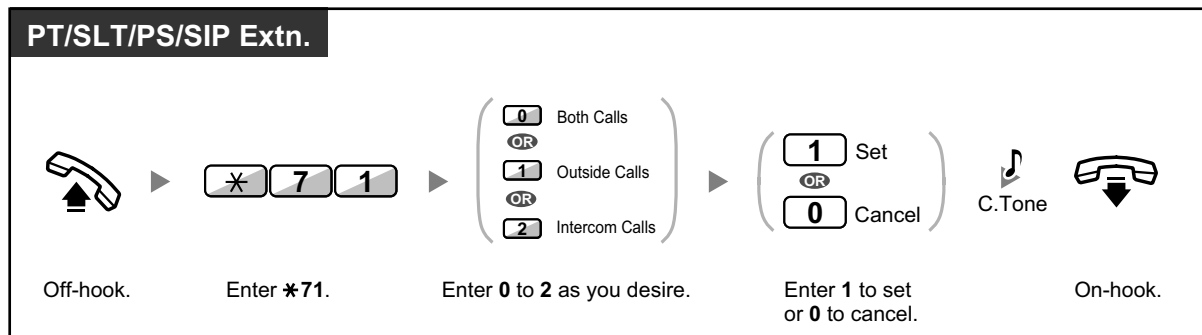 PT/SLT/PS/SIP Extn.
0 Both Calls
OR
1 Outside Calls
OR
2 Intercom Calls
✳ 7 1
1 Set
OR
0 Cancel
C.Tone
Off-hook.
Enter ✳71.
Enter 0 to 2 as you desire.
Enter 1 to set
or 0 to cancel.
On-hook.